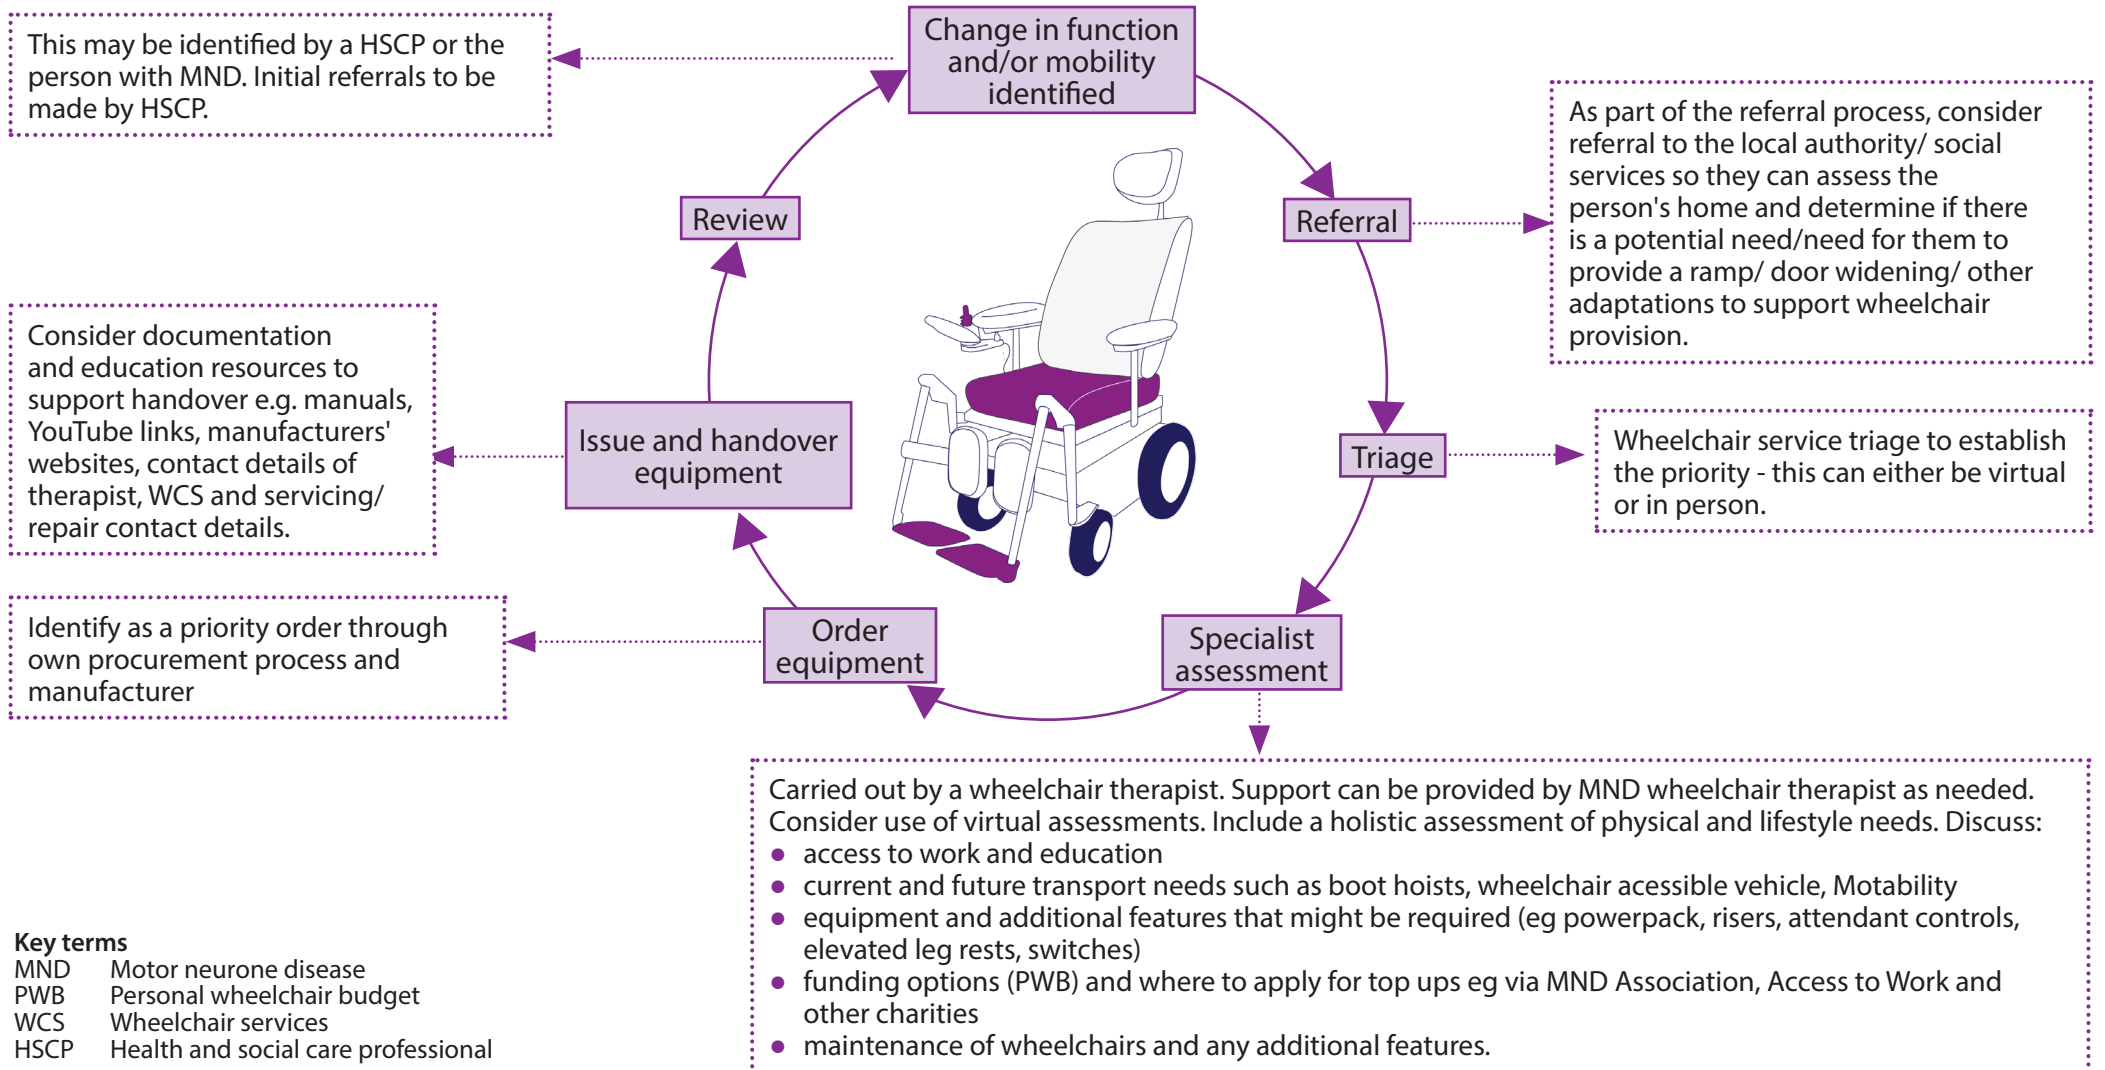 Change in function
and/or mobility
identified
This may be identified by a HSCP or the
person with MND. Initial referrals to be
made by HSCP.
Referral
As part of the referral process, consider
referral to the local authority/ social
services so they can assess the
person's home and determine if there
is a potential need/need for them to
provide a ramp/ door widening/ other
adaptations to support wheelchair
provision.
Triage
Wheelchair service triage to establish
the priority - this can either be virtual
or in person.
Specialist
assessment
Carried out by a wheelchair therapist. Support can be provided by MND wheelchair therapist as needed.
Consider use of virtual assessments. Include a holistic assessment of physical and lifestyle needs. Discuss:
● access to work and education
● current and future transport needs such as boot hoists, wheelchair acessible vehicle, Motability
● equipment and additional features that might be required (eg powerpack, risers, attendant controls,
elevated leg rests, switches)
● funding options (PWB) and where to apply for top ups eg via MND Association, Access to Work and
other charities
● maintenance of wheelchairs and any additional features.
Order
equipment
Identify as a priority order through
own procurement process and
manufacturer
Issue and handover
equipment
Consider documentation
and education resources to
support handover e.g. manuals,
YouTube links, manufacturers'
websites, contact details of
therapist, WCS and servicing/
repair contact details.
Review
Key terms
MND Motor neurone disease
PWB Personal wheelchair budget
WCS Wheelchair services
HSCP Health and social care professional